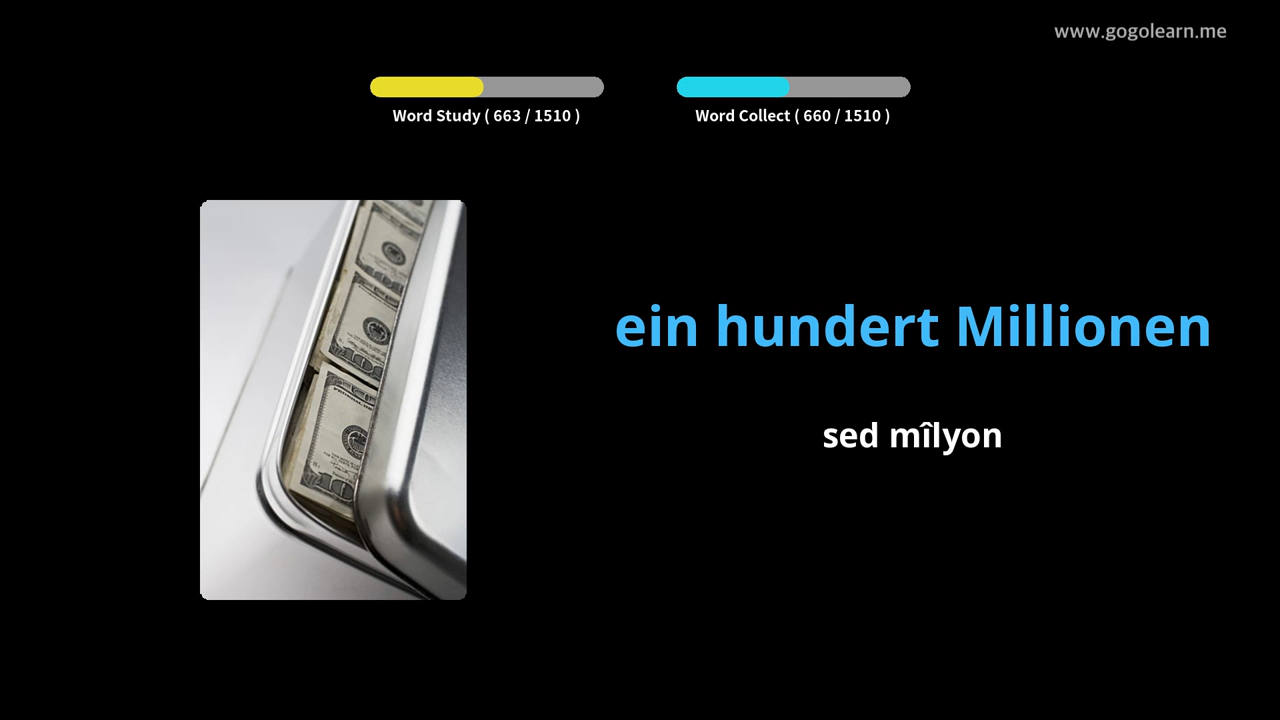 www.gogolearn.me
Word Study ( 663 / 1510 )
Word Collect ( 660 / 1510 )
ein hundert Millionen
sed mîlyon